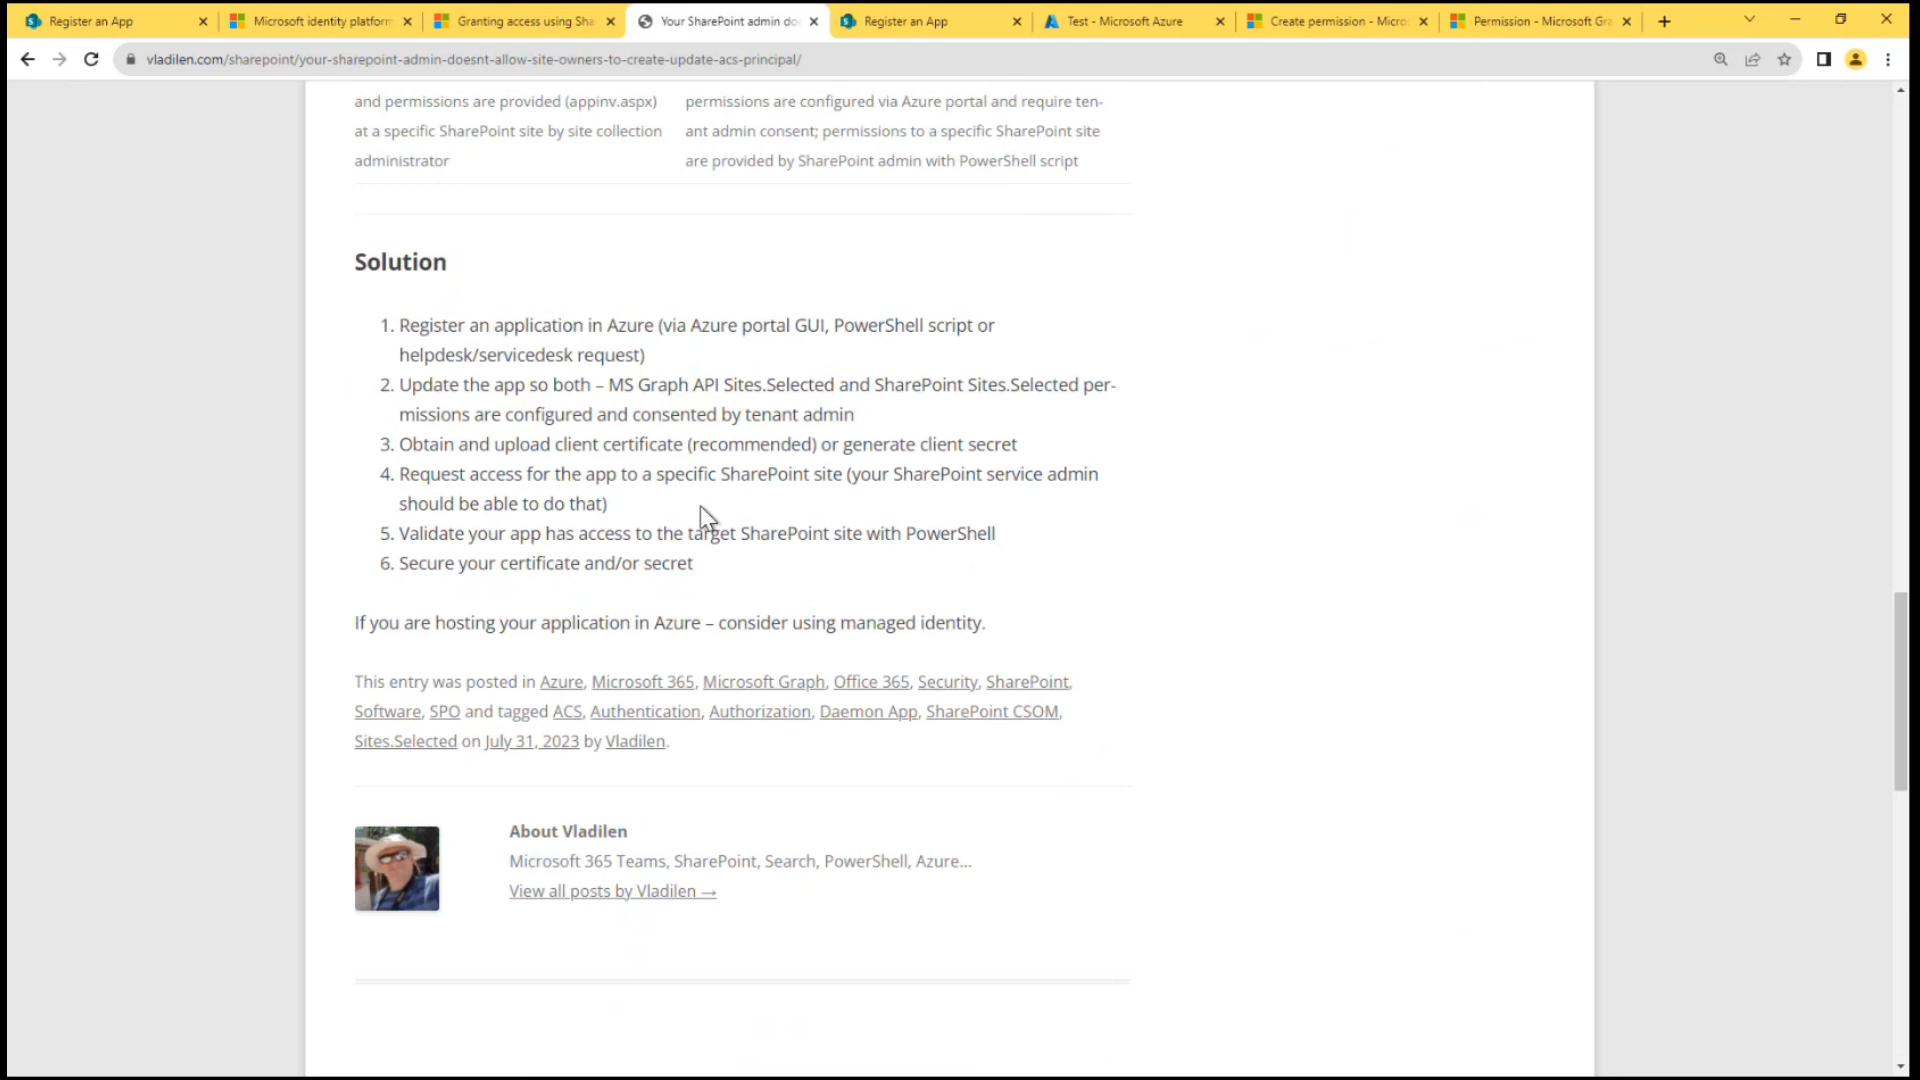 Register an App
Microsoft identity platform
Granting access using Sha
Your SharePoint admin do
Register an App
Test - Microsoft Azure
Create permission - Micro
Permission - Microsoft Gra
vladilen.com/sharepoint/your-sharepoint-admin-doesnt-allow-site-owners-to-create-update-acs-principal/
and permissions are provided (appinv.aspx)
at a specific SharePoint site by site collection
administrator
permissions are configured via Azure portal and require ten-
ant admin consent; permissions to a specific SharePoint site
are provided by SharePoint admin with PowerShell script
Solution
1. Register an application in Azure (via Azure portal GUI, PowerShell script or
helpdesk/servicedesk request)
2. Update the app so both – MS Graph API Sites.Selected and SharePoint Sites.Selected per-
missions are configured and consented by tenant admin
3. Obtain and upload client certificate (recommended) or generate client secret
4. Request access for the app to a specific SharePoint site (your SharePoint service admin
should be able to do that)
5. Validate your app has access to the target SharePoint site with PowerShell
6. Secure your certificate and/or secret
If you are hosting your application in Azure – consider using managed identity.
This entry was posted in Azure, Microsoft 365, Microsoft Graph, Office 365, Security, SharePoint,
Software, SPO and tagged ACS, Authentication, Authorization, Daemon App, SharePoint CSOM,
Sites.Selected on July 31, 2023 by Vladilen.
About Vladilen
Microsoft 365 Teams, SharePoint, Search, PowerShell, Azure...
View all posts by Vladilen →